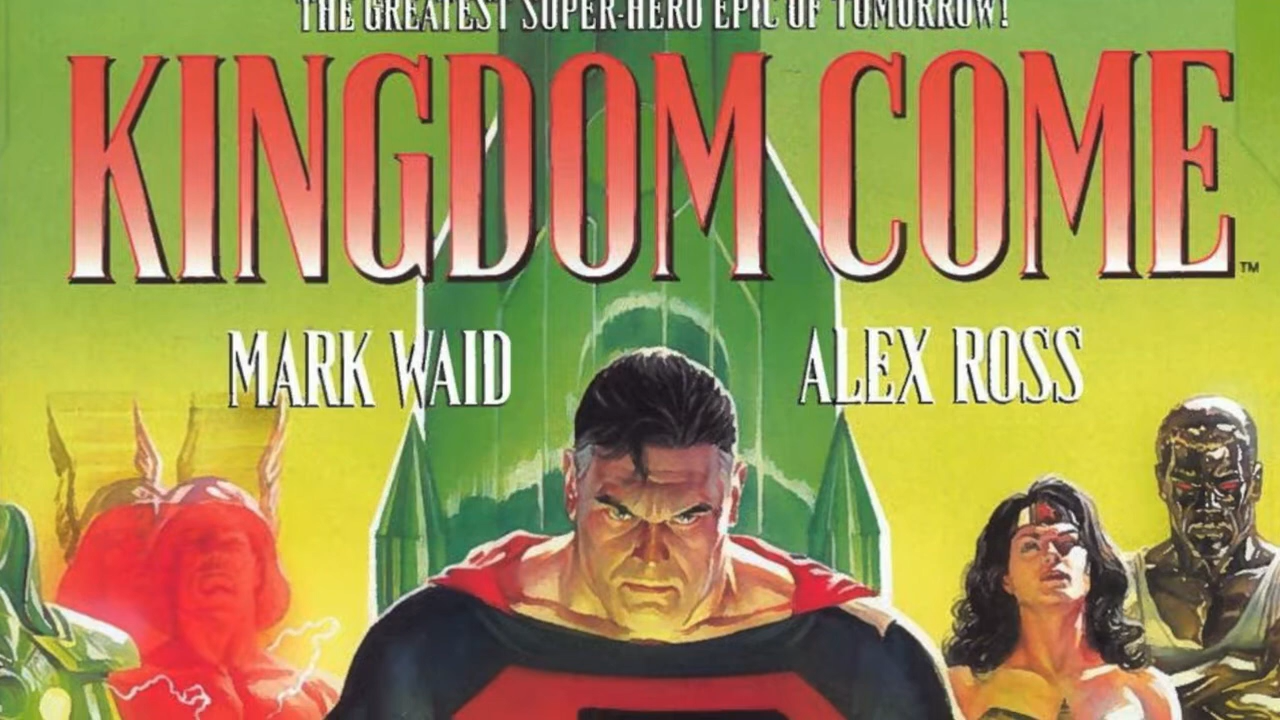 THE GREATEST SUPER-HERO EPIC OF TOMORROW!
KINGDOM COME™
MARK WAID
ALEX ROSS